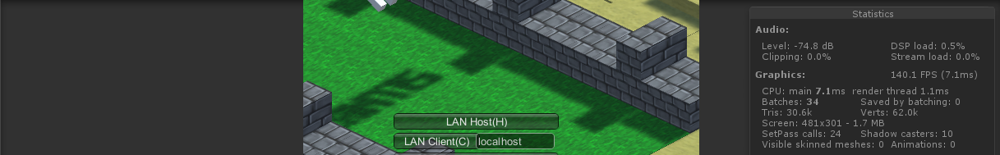 Statistics
Audio:
Level: -74.8 dB DSP load: 0.5%
Clipping: 0.0% Stream load: 0.0%
Graphics: 140.1 FPS (7.1ms)
CPU: main 7.1ms render thread 1.1ms
Batches: 34 Saved by batching: 0
Tris: 30.6k Verts: 62.0k
Screen: 481x301 - 1.7 MB
SetPass calls: 24 Shadow casters: 10
Visible skinned meshes: 0 Animations: 0
LAN Host(H)
LAN Client(C) localhost